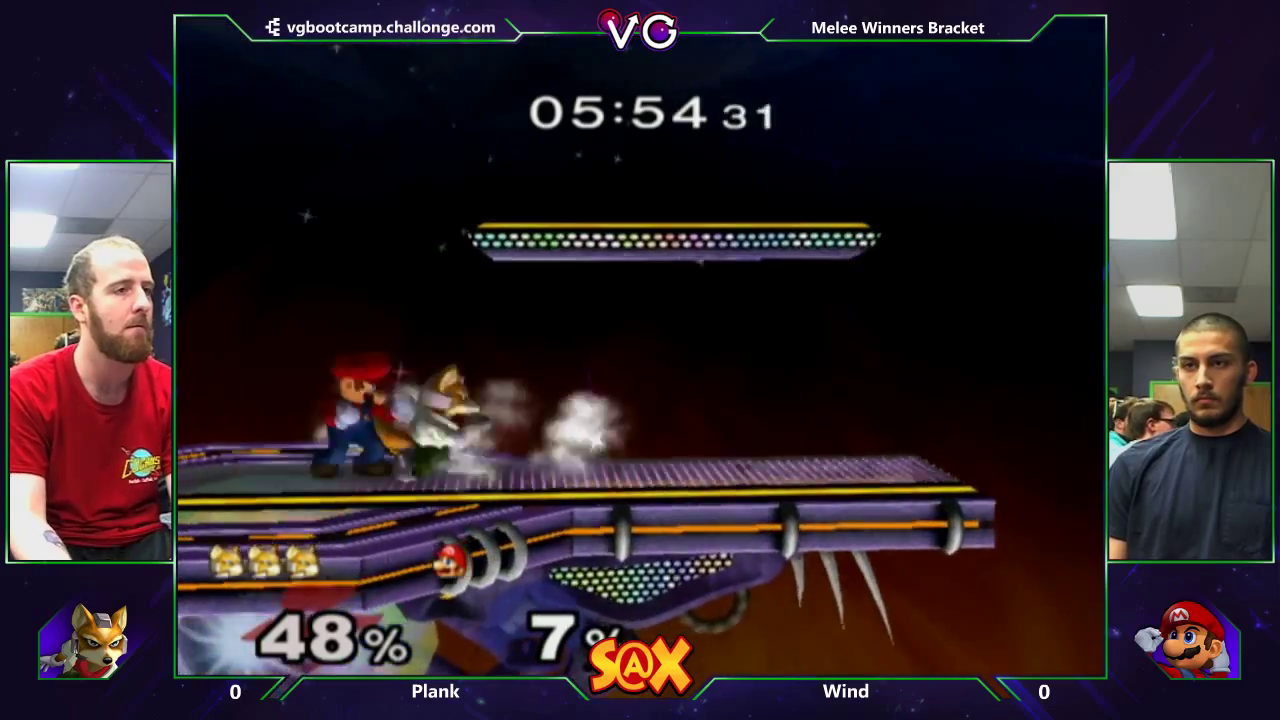 vgbootcamp.challonge.com
VG
Melee Winners Bracket
05:54 31
48%
7%
S@X
0
Plank
Wind
0